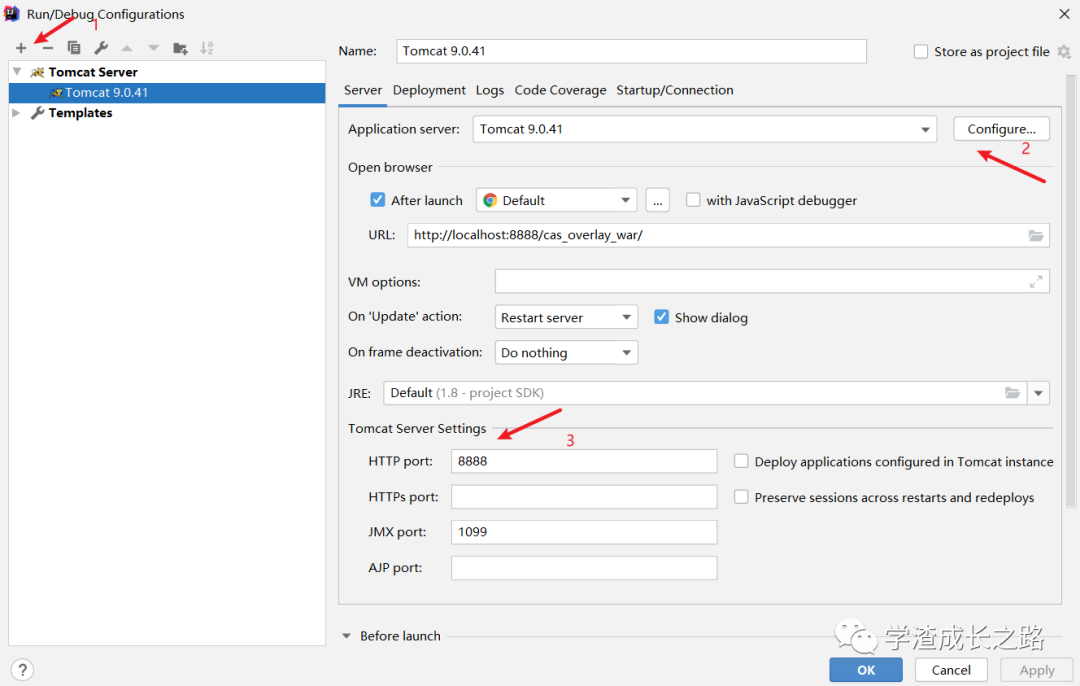 Run/Debug Configurations
1
Tomcat Server
Tomcat 9.0.41
Templates
Name: Tomcat 9.0.41 Store as project file
Server Deployment Logs Code Coverage Startup/Connection
Application server: Tomcat 9.0.41 Configure...
2
Open browser
After launch Default ... with JavaScript debugger
URL: http://localhost:8888/cas_overlay_war/
VM options:
On 'Update' action: Restart server Show dialog
On frame deactivation: Do nothing
JRE: Default (1.8 - project SDK)
Tomcat Server Settings
3
HTTP port: 8888 Deploy applications configured in Tomcat instance
HTTPs port: Preserve sessions across restarts and redeploys
JMX port: 1099
AJP port:
Before launch
学渣成长之路
? OK Cancel Apply